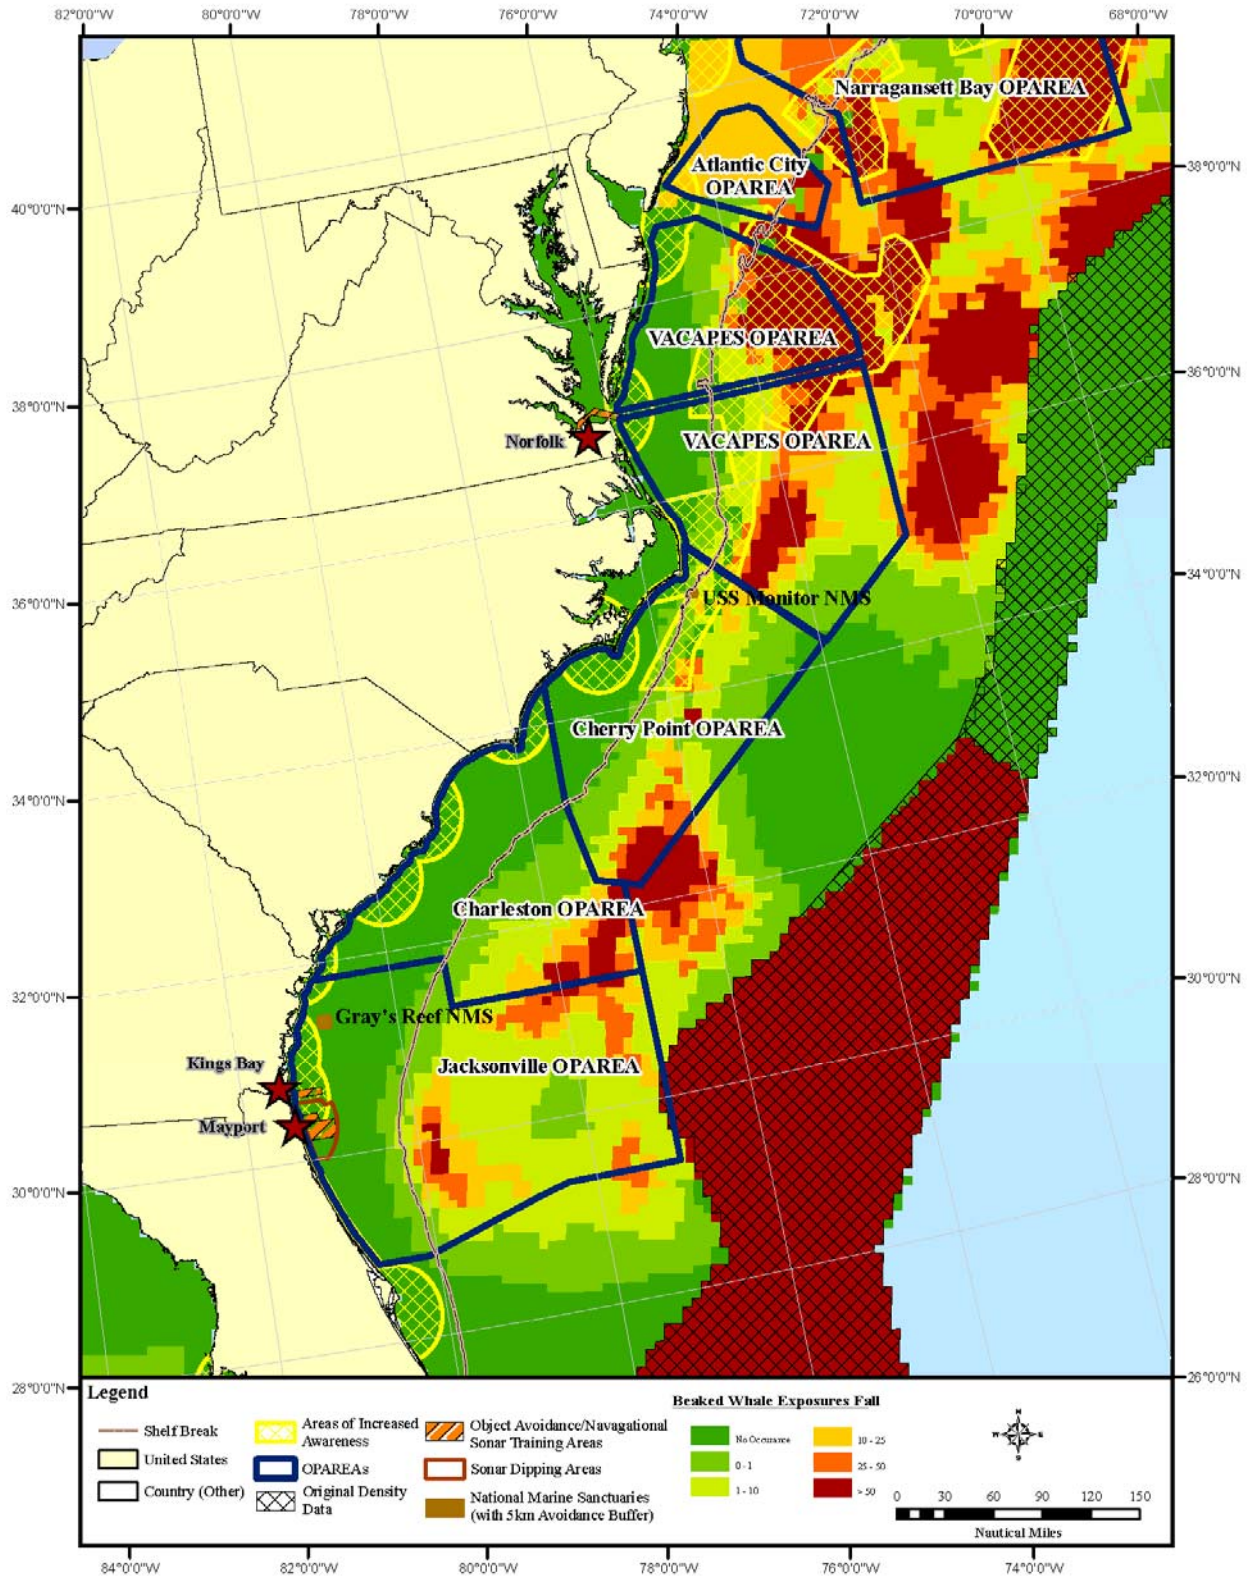 82°0'0"W 80°0'0"W 78°0'0"W 76°0'0"W 74°0'0"W 72°0'0"W 70°0'0"W 68°0'0"W
Narragansett Bay OPAREA
38°0'0"N
Atlantic City
OPAREA
40°0'0"N
VACAPES OPAREA
36°0'0"N
38°0'0"N
Norfolk
VACAPES OPAREA
34°0'0"N
USS Monitor NMS
36°0'0"N
Cherry Point OPAREA
32°0'0"N
34°0'0"N
Charleston OPAREA
30°0'0"N
32°0'0"N
Gray's Reef NMS
Kings Bay
Jacksonville OPAREA
Mayport
28°0'0"N
30°0'0"N
26°0'0"N
28°0'0"N
Legend
Shelf Break
United States
Country (Other)
Areas of Increased
Awareness
OPAREAs
Original Density
Data
Object Avoidance/Navagational
Sonar Training Areas
Sonar Dipping Areas
National Marine Sanctuaries
(with 5km Avoidance Buffer)
Beaked Whale Exposures Fall
No Occurance
0 - 1
1 - 10
10 - 25
25 - 50
> 50
N
W E
S
0 30 60 90 120 150
Nautical Miles
84°0'0"W 82°0'0"W 80°0'0"W 78°0'0"W 76°0'0"W 74°0'0"W